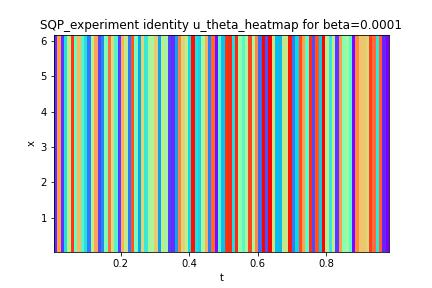 SQP_experiment identity u_theta_heatmap for beta=0.0001
6
5
4
3
2
1
x
0.2 0.4 0.6 0.8
t